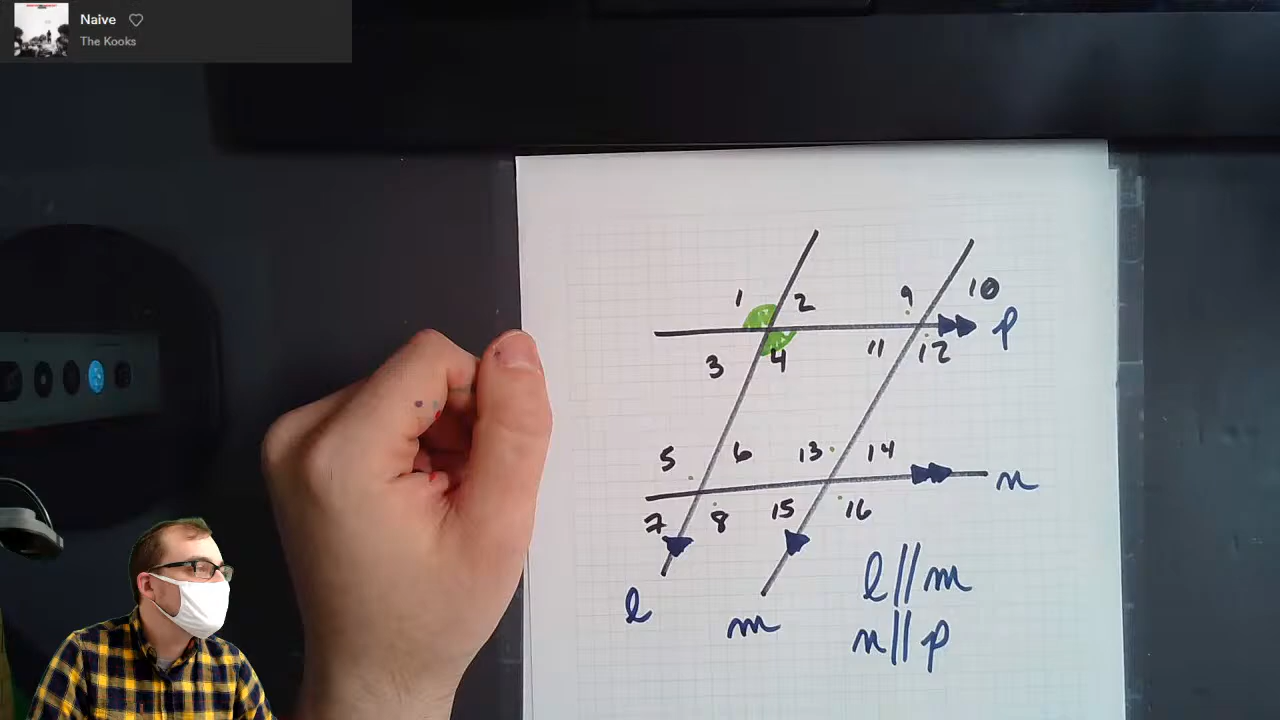 Naive
The Kooks
1 2 9 10
p
3 4 11 12
5 6 13 14
n
7 8 15 16
l
m
l // m
n // p